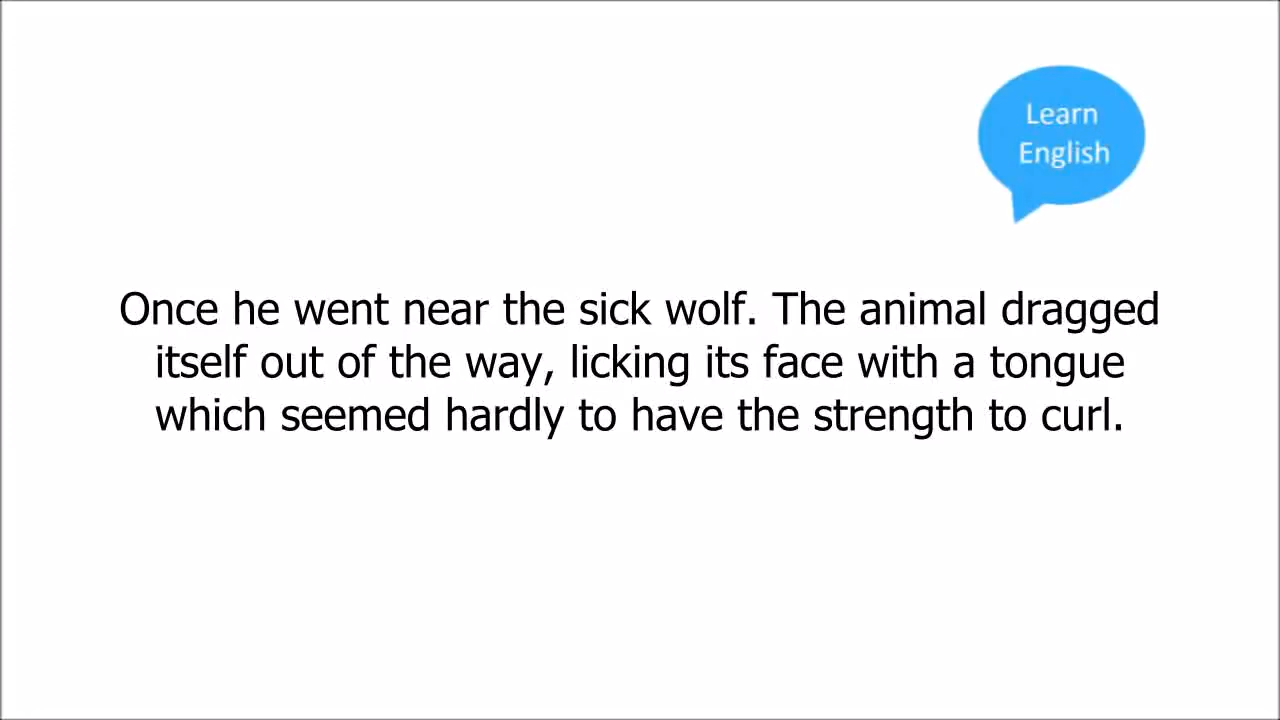 Learn
English
Once he went near the sick wolf. The animal dragged
itself out of the way, licking its face with a tongue
which seemed hardly to have the strength to curl.